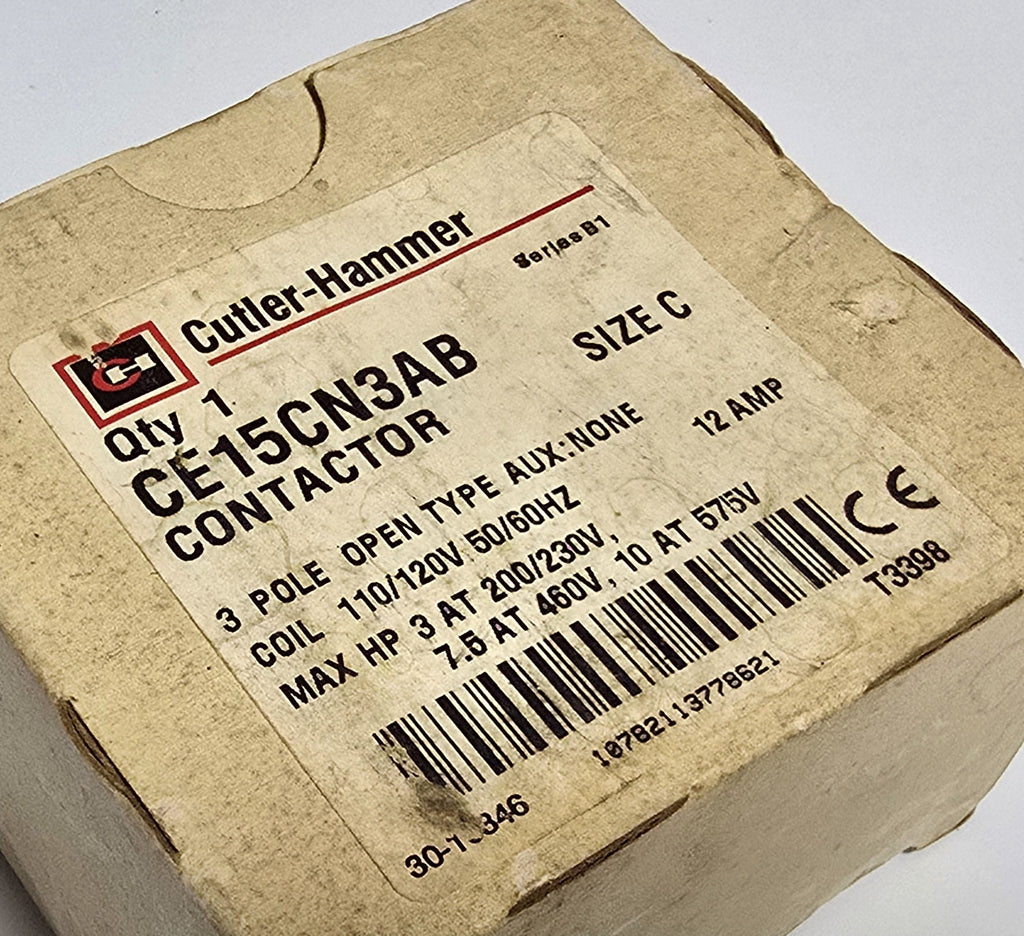 Cutler-Hammer
Series B1
Qty 1
CE15CN3AB SIZE C
CONTACTOR
3 POLE OPEN TYPE AUX:NONE 12 AMP
COIL 110/120V 50/60HZ
MAX HP 3 AT 200/230V,
7.5 AT 460V, 10 AT 575V
CE
T3398
10782113778621